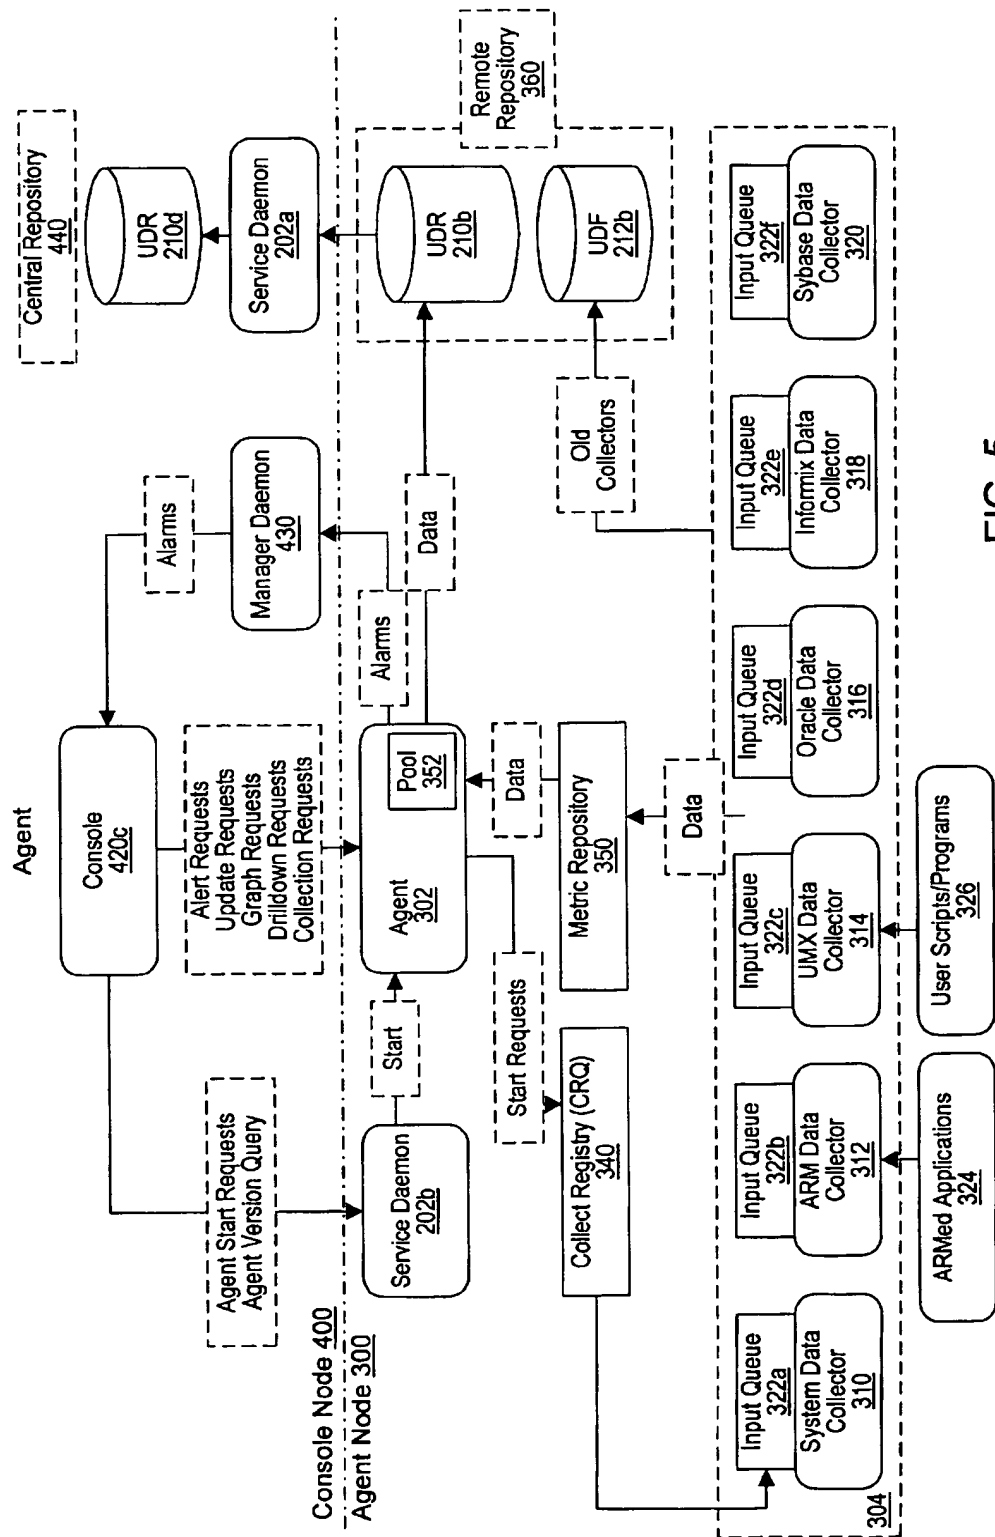 Agent
Console
420c
Central Repository
440
UDR
210d
Service Daemon
202a
Alarms
Manager Daemon
430
Alert Requests
Update Requests
Graph Requests
Drilldown Requests
Collection Requests
Agent Start Requests
Agent Version Query
Console Node 400
Agent Node 300
Service Daemon
202b
Start
Agent
302
Pool
352
Alarms
Data
UDR
210b
UDF
212b
Remote
Repository
360
Start Requests
Data
Old
Collectors
Collect Registry (CRQ)
340
Metric Repository
350
Data
Input Queue
322a
System Data
Collector
310
Input Queue
322b
ARM Data
Collector
312
Input Queue
322c
UMX Data
Collector
314
Input Queue
322d
Oracle Data
Collector
316
Input Queue
322e
Informix Data
Collector
318
Input Queue
322f
Sybase Data
Collector
320
304
ARMed Applications
324
User Scripts/Programs
326
FIG. 5